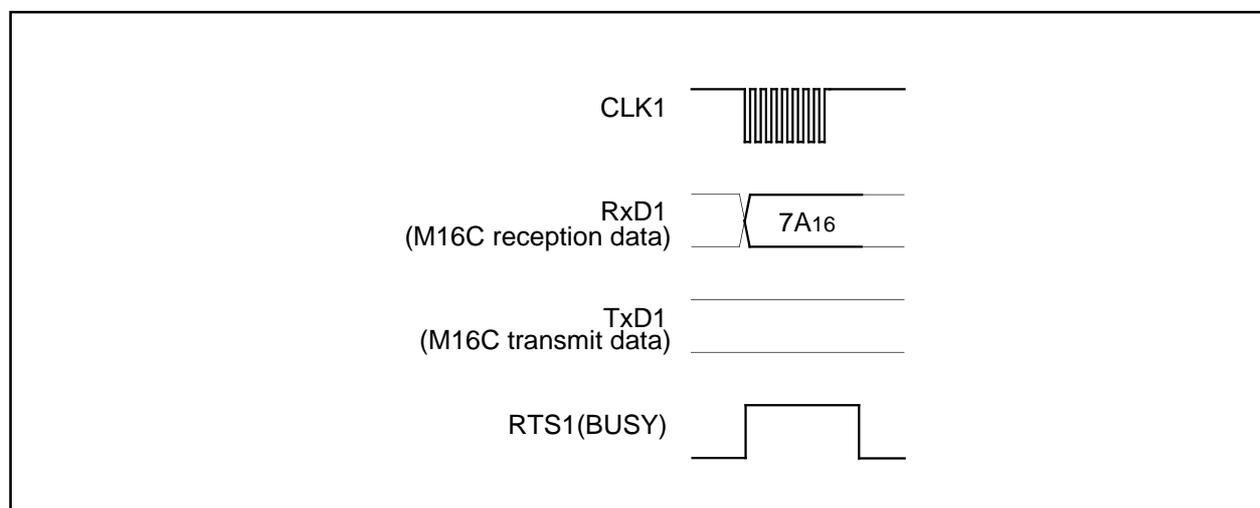 CLK1
RxD1
(M16C reception data)
7A16
TxD1
(M16C transmit data)
RTS1(BUSY)